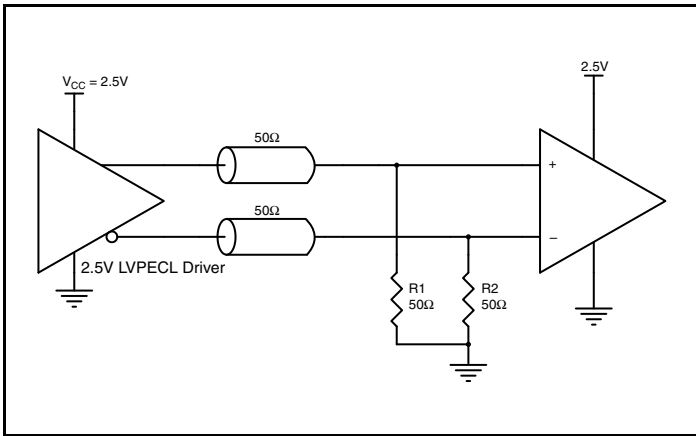 V_CC = 2.5V
2.5V
50Ω
+
50Ω
−
2.5V LVPECL Driver
R1
50Ω
R2
50Ω